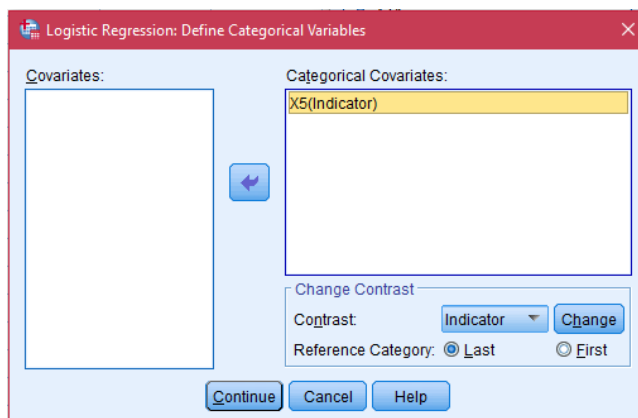 Logistic Regression: Define Categorical Variables
Covariates:
Categorical Covariates:
X5(Indicator)
Change Contrast
Contrast: Indicator Change
Reference Category: Last First
Continue Cancel Help